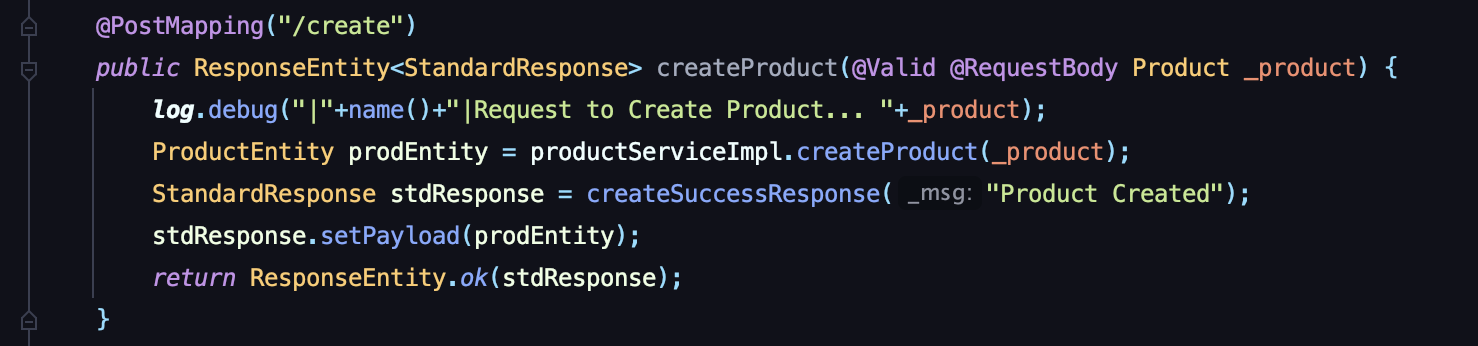 @PostMapping("/create")
public ResponseEntity<StandardResponse> createProduct(@Valid @RequestBody Product _product) {
log.debug("|"+name()+"|Request to Create Product... "+_product);
ProductEntity prodEntity = productServiceImpl.createProduct(_product);
StandardResponse stdResponse = createSuccessResponse( _msg: "Product Created");
stdResponse.setPayload(prodEntity);
return ResponseEntity.ok(stdResponse);
}